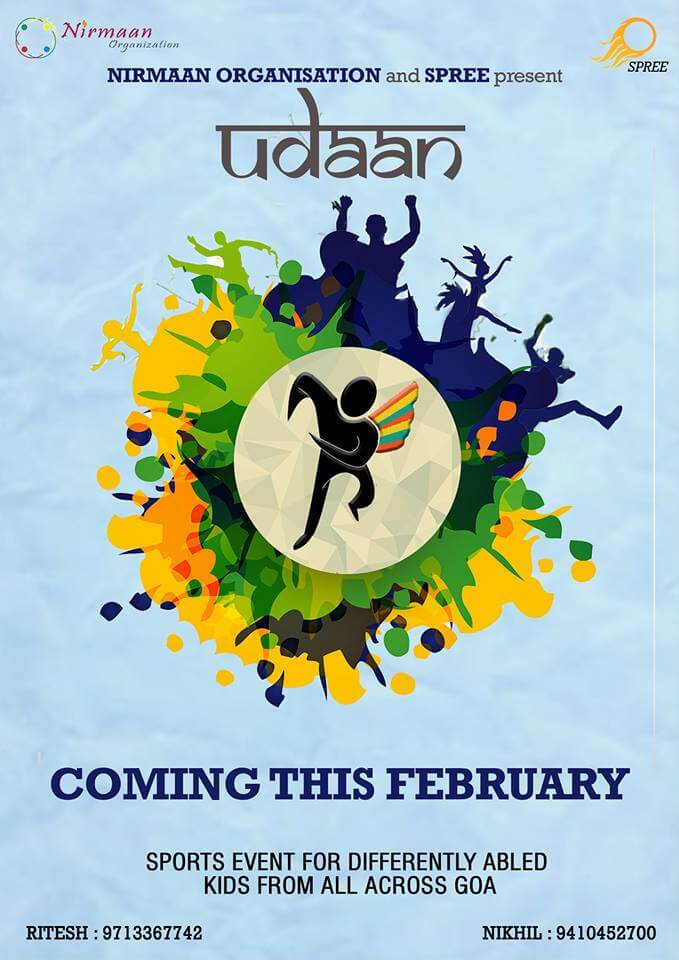 Nirmaan
Organization
SPREE
NIRMAAN ORGANISATION and SPREE present
udaan
COMING THIS FEBRUARY
SPORTS EVENT FOR DIFFERENTLY ABLED
KIDS FROM ALL ACROSS GOA
RITESH : 9713367742
NIKHIL : 9410452700